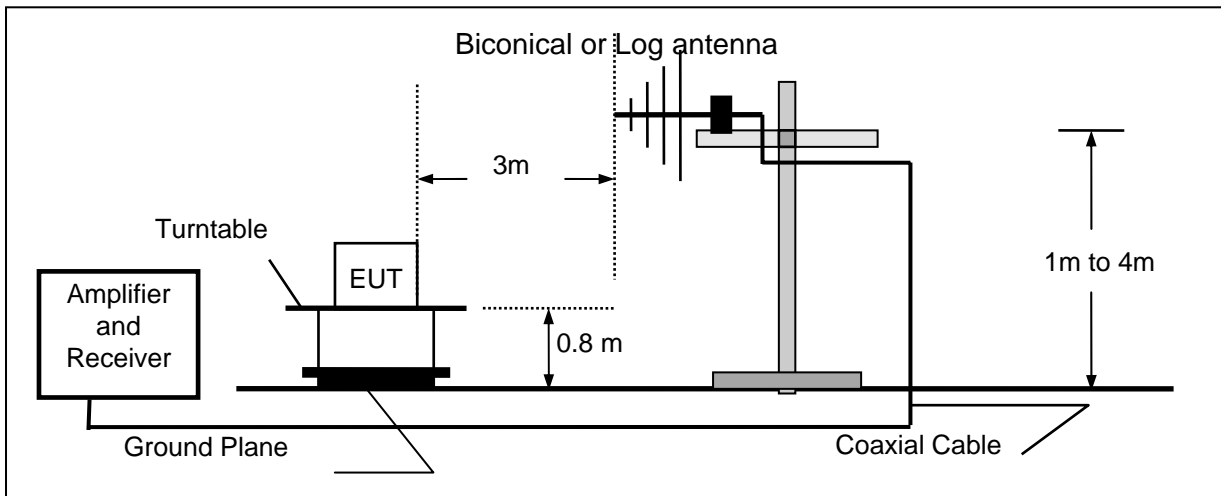 Biconical or Log antenna
3m
Turntable
EUT
1m to 4m
Amplifier
and
Receiver
0.8 m
Ground Plane
Coaxial Cable